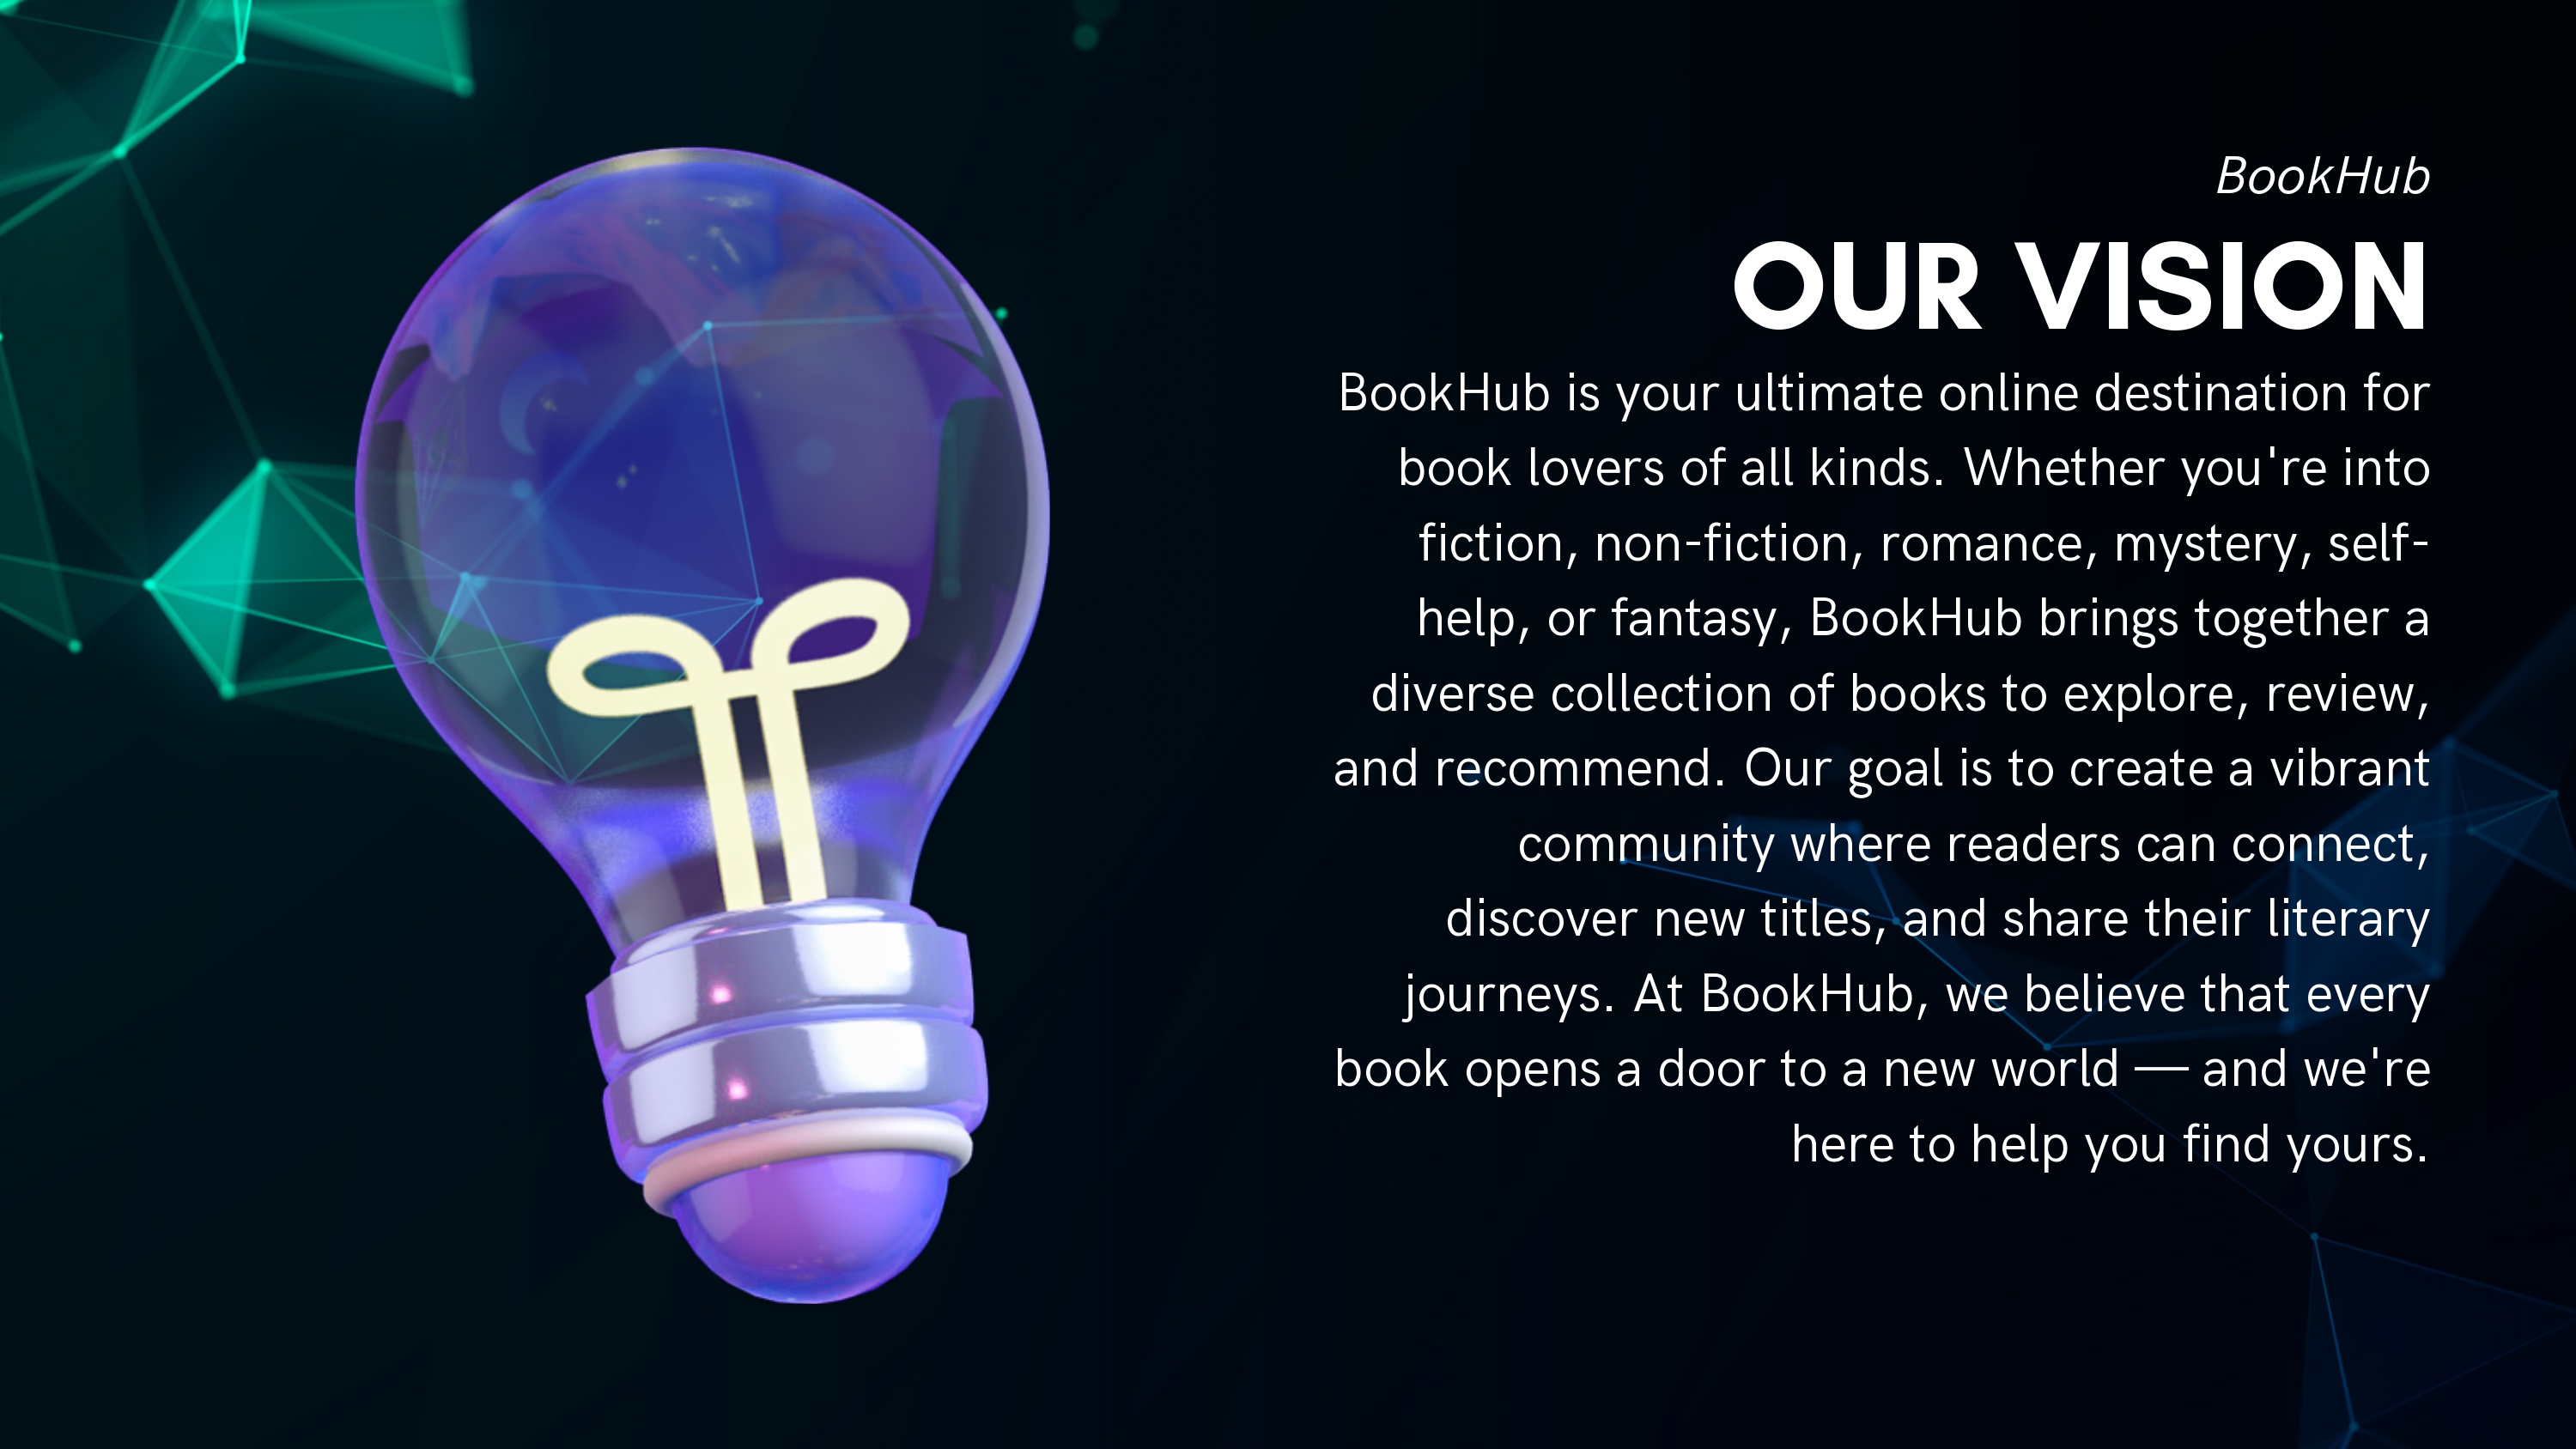 BookHub
OUR VISION
BookHub is your ultimate online destination for
book lovers of all kinds. Whether you're into
fiction, non-fiction, romance, mystery, self-
help, or fantasy, BookHub brings together a
diverse collection of books to explore, review,
and recommend. Our goal is to create a vibrant
community where readers can connect,
discover new titles, and share their literary
journeys. At BookHub, we believe that every
book opens a door to a new world — and we're
here to help you find yours.